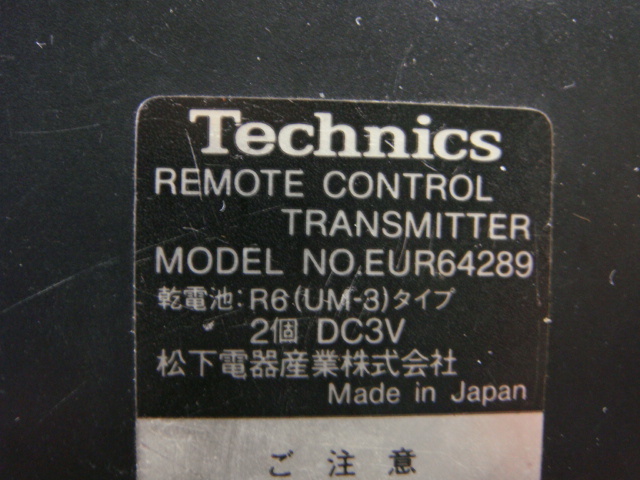 Technics
REMOTE CONTROL
TRANSMITTER
MODEL NO.EUR64289
乾電池:R6(UM-3)タイプ
2個 DC3V
松下電器産業株式会社
Made in Japan
ご注意